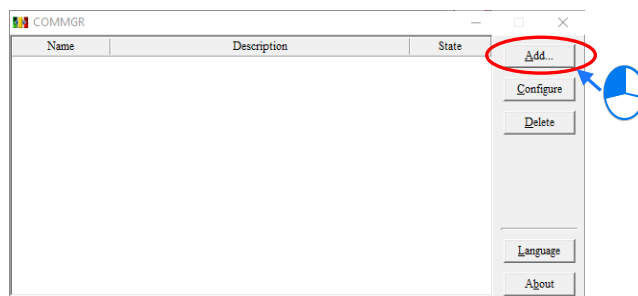 COMMGR
Name Description State
Add...
Configure
Delete
Language
About